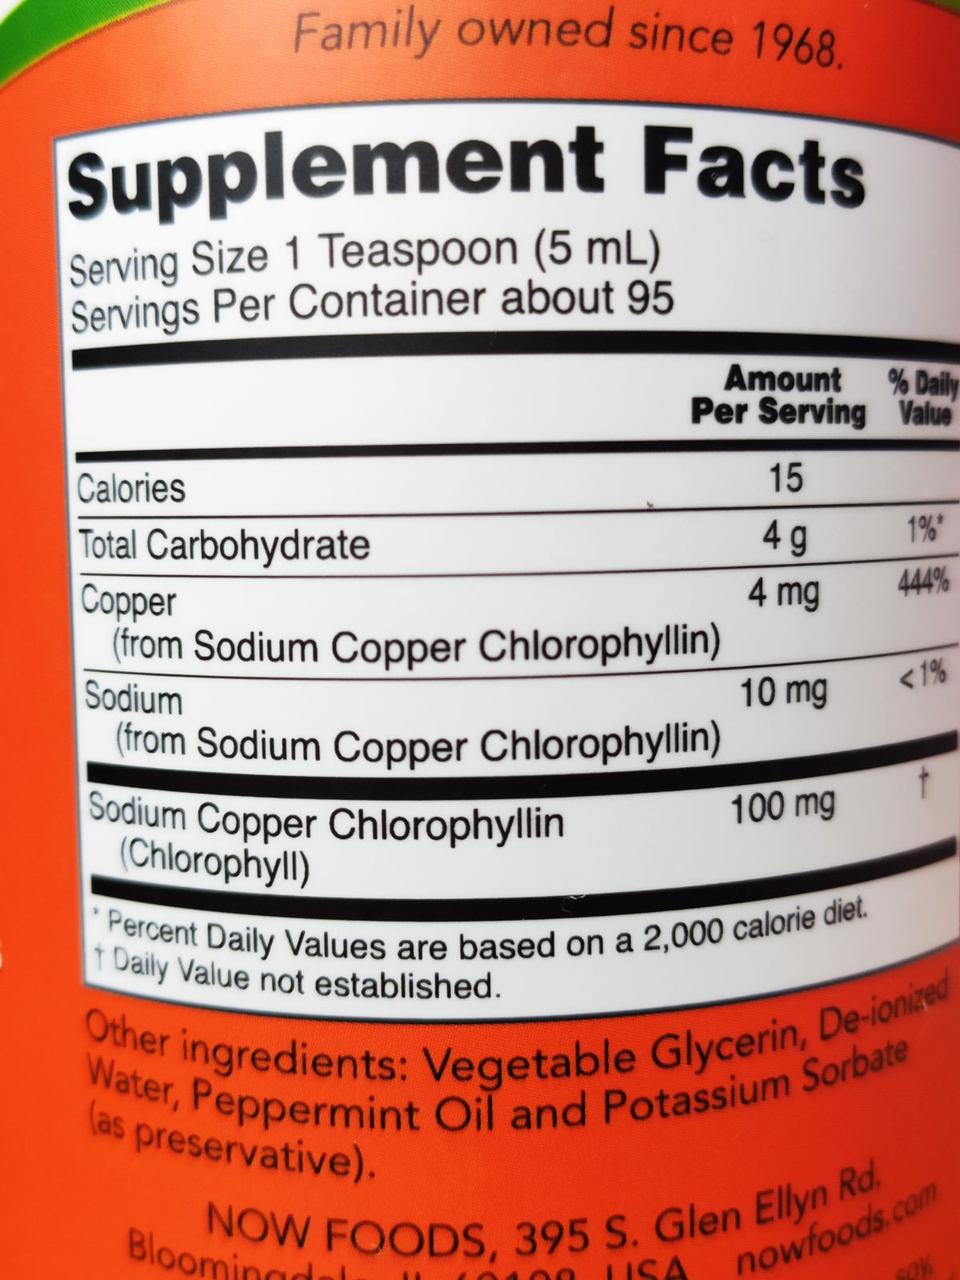 Family owned since 1968.
Supplement Facts
Serving Size 1 Teaspoon (5 mL)
Servings Per Container about 95
Amount Per Serving % Daily Value
Calories 15
Total Carbohydrate 4 g 1%*
Copper 4 mg 444%
(from Sodium Copper Chlorophyllin)
Sodium 10 mg <1%
(from Sodium Copper Chlorophyllin)
Sodium Copper Chlorophyllin 100 mg †
(Chlorophyll)
* Percent Daily Values are based on a 2,000 calorie diet.
† Daily Value not established.
Other ingredients: Vegetable Glycerin, De-ionized
Water, Peppermint Oil and Potassium Sorbate
(as preservative).
NOW FOODS, 395 S. Glen Ellyn Rd.
USA nowfoods.com